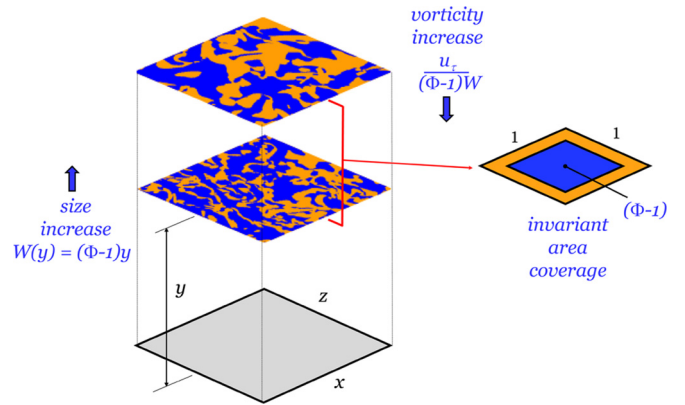 vorticity
increase
u_τ
(Φ-1)W
1
1
size
increase
W(y) = (Φ-1)y
(Φ-1)
invariant
area
coverage
y
z
x